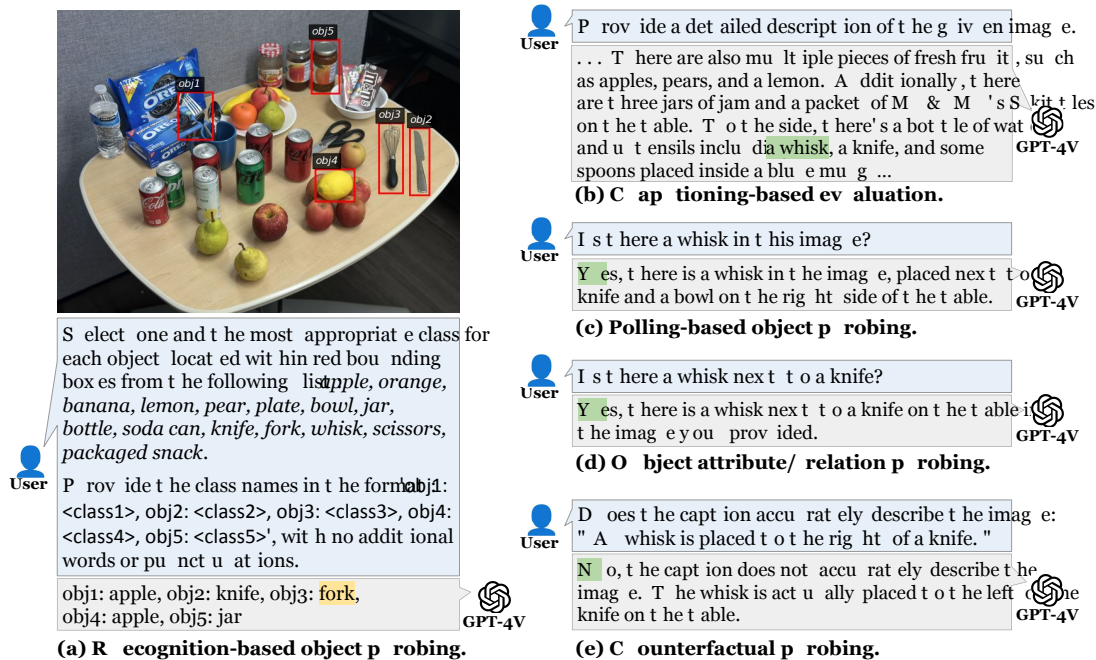 obj5
obj1
obj3
obj2
obj4
OREO
OREO
Coca-Cola
Select one and the most appropriate class for
each object located within red bounding
boxes from the following list: apple, orange,
banana, lemon, pear, plate, bowl, jar,
bottle, soda can, knife, fork, whisk, scissors,
packaged snack.
Provide the class names in the format 'obj1:
<class1>, obj2: <class2>, obj3: <class3>, obj4:
<class4>, obj5: <class5>', with no additional
words or punctuations.
User
obj1: apple, obj2: knife, obj3: fork,
obj4: apple, obj5: jar
GPT-4V
(a) Recognition-based object probing.
Provide a detailed description of the given image.
User
... There are also multiple pieces of fresh fruit, such
as apples, pears, and a lemon. Additionally, there
are three jars of jam and a packet of M&M's Skittles
on the table. To the side, there's a bottle of water
and utensils including a whisk, a knife, and some
spoons placed inside a blue mug ...
GPT-4V
(b) Captioning-based evaluation.
Is there a whisk in this image?
User
Yes, there is a whisk in the image, placed next to
knife and a bowl on the right side of the table.
GPT-4V
(c) Polling-based object probing.
Is there a whisk next to a knife?
User
Yes, there is a whisk next to a knife on the table in
the image you provided.
GPT-4V
(d) Object attribute/ relation probing.
Does the caption accurately describe the image:
"A whisk is placed to the right of a knife."
User
No, the caption does not accurately describe the
image. The whisk is actually placed to the left of the
knife on the table.
GPT-4V
(e) Counterfactual probing.